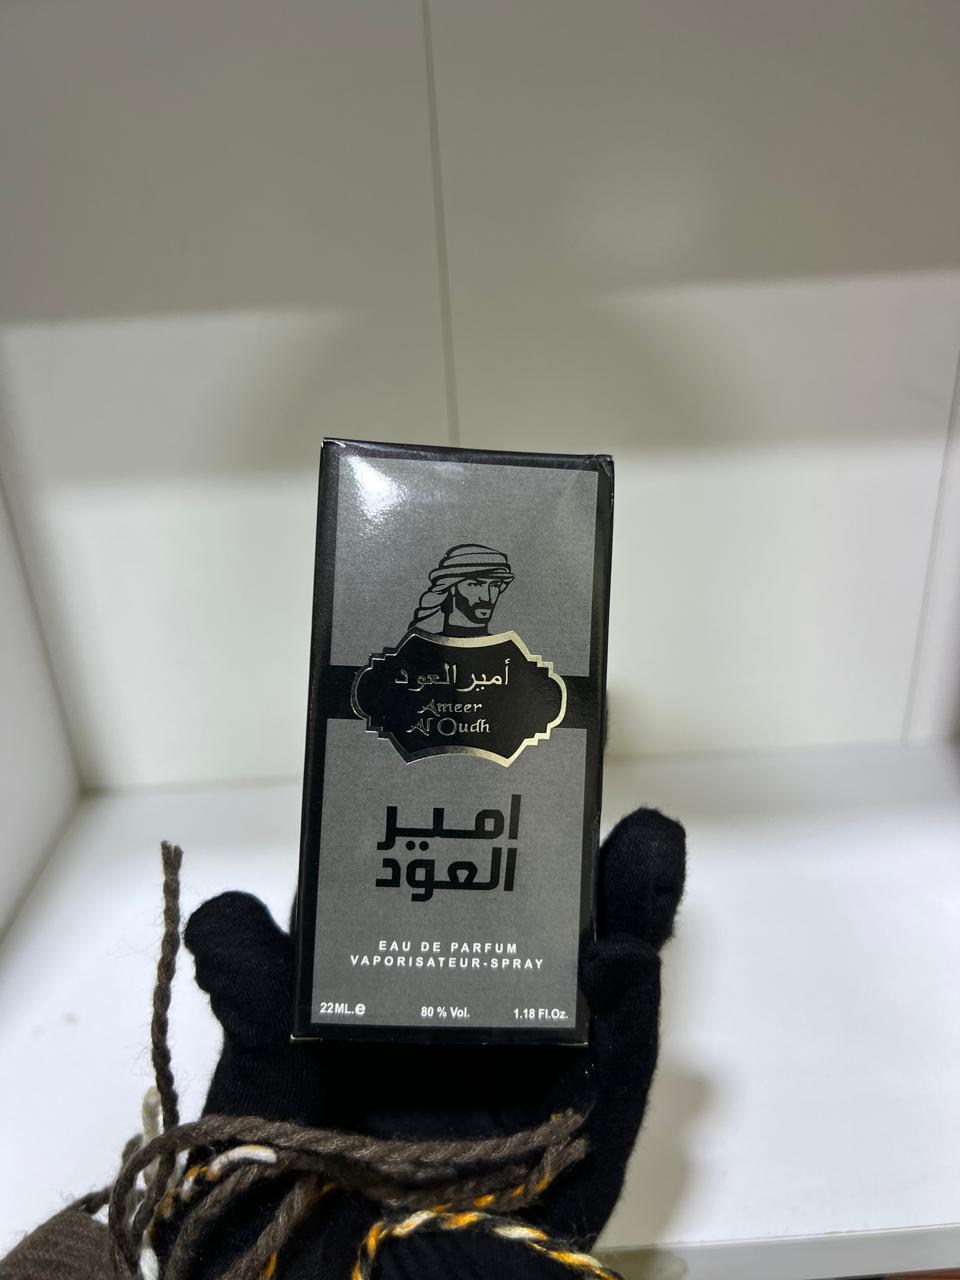 أمير العود
Ameer
Al Oudh
امير
العود
EAU DE PARFUM
VAPORISATEUR-SPRAY
22ML.e 80 % Vol. 1.18 Fl.Oz.